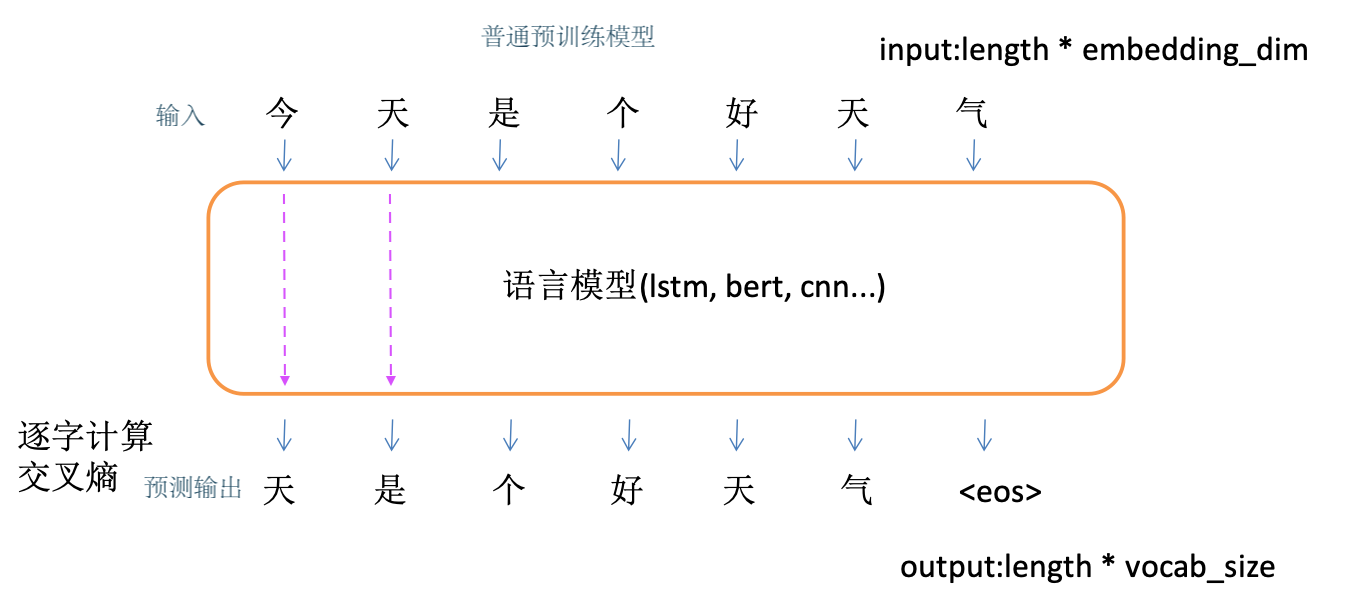 普通预训练模型
input:length * embedding_dim
输入 今 天 是 个 好 天 气
语言模型(lstm, bert, cnn...)
逐字计算
交叉熵
预测输出 天 是 个 好 天 气 <eos>
output:length * vocab_size